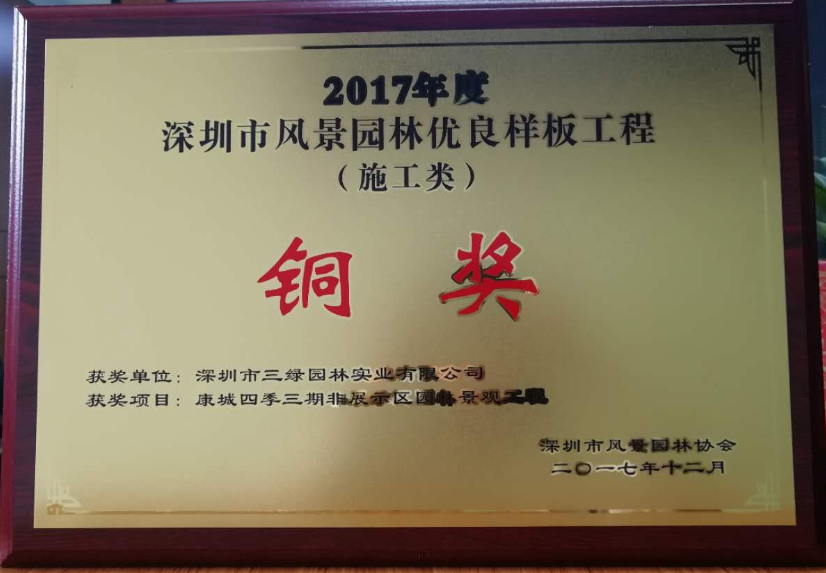 2017年度
深圳市风景园林优良样板工程
（施工类）
铜 奖
获奖单位：深圳市三绿园林实业有限公司
获奖项目：康城四季三期非展示区园林景观工程
深圳市风景园林协会
二〇一七年十二月